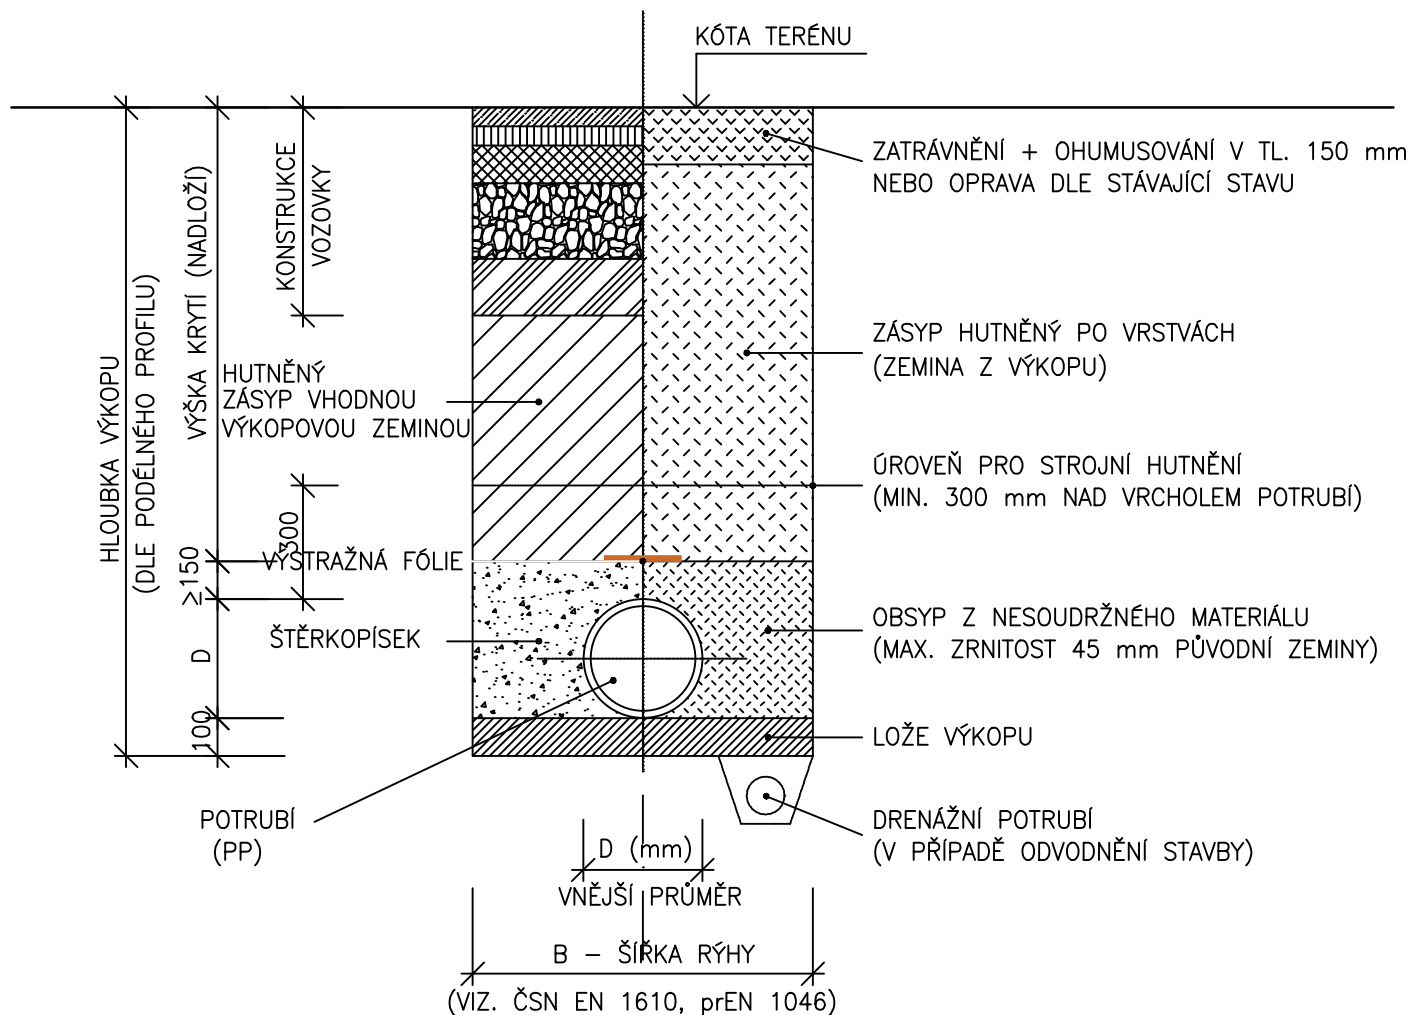 KÓTA TERÉNU
ZATRÁVNĚNÍ + OHUMUSOVÁNÍ V TL. 150 mm
NEBO OPRAVA DLE STÁVAJÍCÍ STAVU
KONSTRUKCE
VOZOVKY
VÝŠKA KRYTÍ (NADLOŽÍ)
HLOUBKA VÝKOPU
(DLE PODÉLNÉHO PROFILU)
ZÁSYP HUTNĚNÝ PO VRSTVÁCH
(ZEMINA Z VÝKOPU)
HUTNĚNÝ
ZÁSYP VHODNOU
VÝKOPOVOU ZEMINOU
ÚROVEŇ PRO STROJNÍ HUTNĚNÍ
(MIN. 300 mm NAD VRCHOLEM POTRUBÍ)
300
VÝSTRAŽNÁ FÓLIE
≥150
OBSYP Z NESOUDRŽNÉHO MATERIÁLU
(MAX. ZRNITOST 45 mm PŮVODNÍ ZEMINY)
ŠTĚRKOPÍSEK
D
100
LOŽE VÝKOPU
POTRUBÍ
(PP)
DRENÁŽNÍ POTRUBÍ
(V PŘÍPADĚ ODVODNĚNÍ STAVBY)
D (mm)
VNĚJŠÍ PRŮMĚR
B – ŠÍŘKA RÝHY
(VIZ. ČSN EN 1610, prEN 1046)